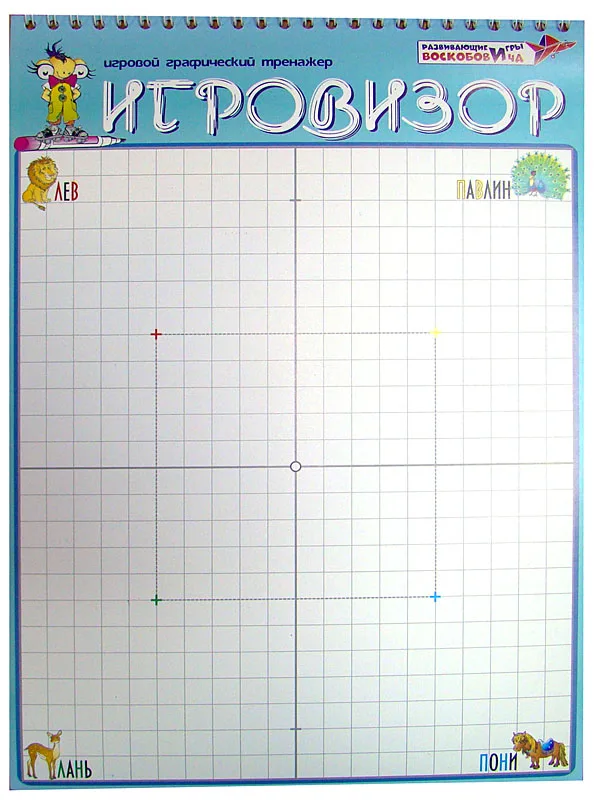 игровой графический тренажер
РАЗВИВАЮЩИЕ ИГРЫ
ВОСКОБОВИЧА
ИГРОВИЗОР
ЛЕВ
ПАВЛИН
ЛАНЬ
ПОНИ